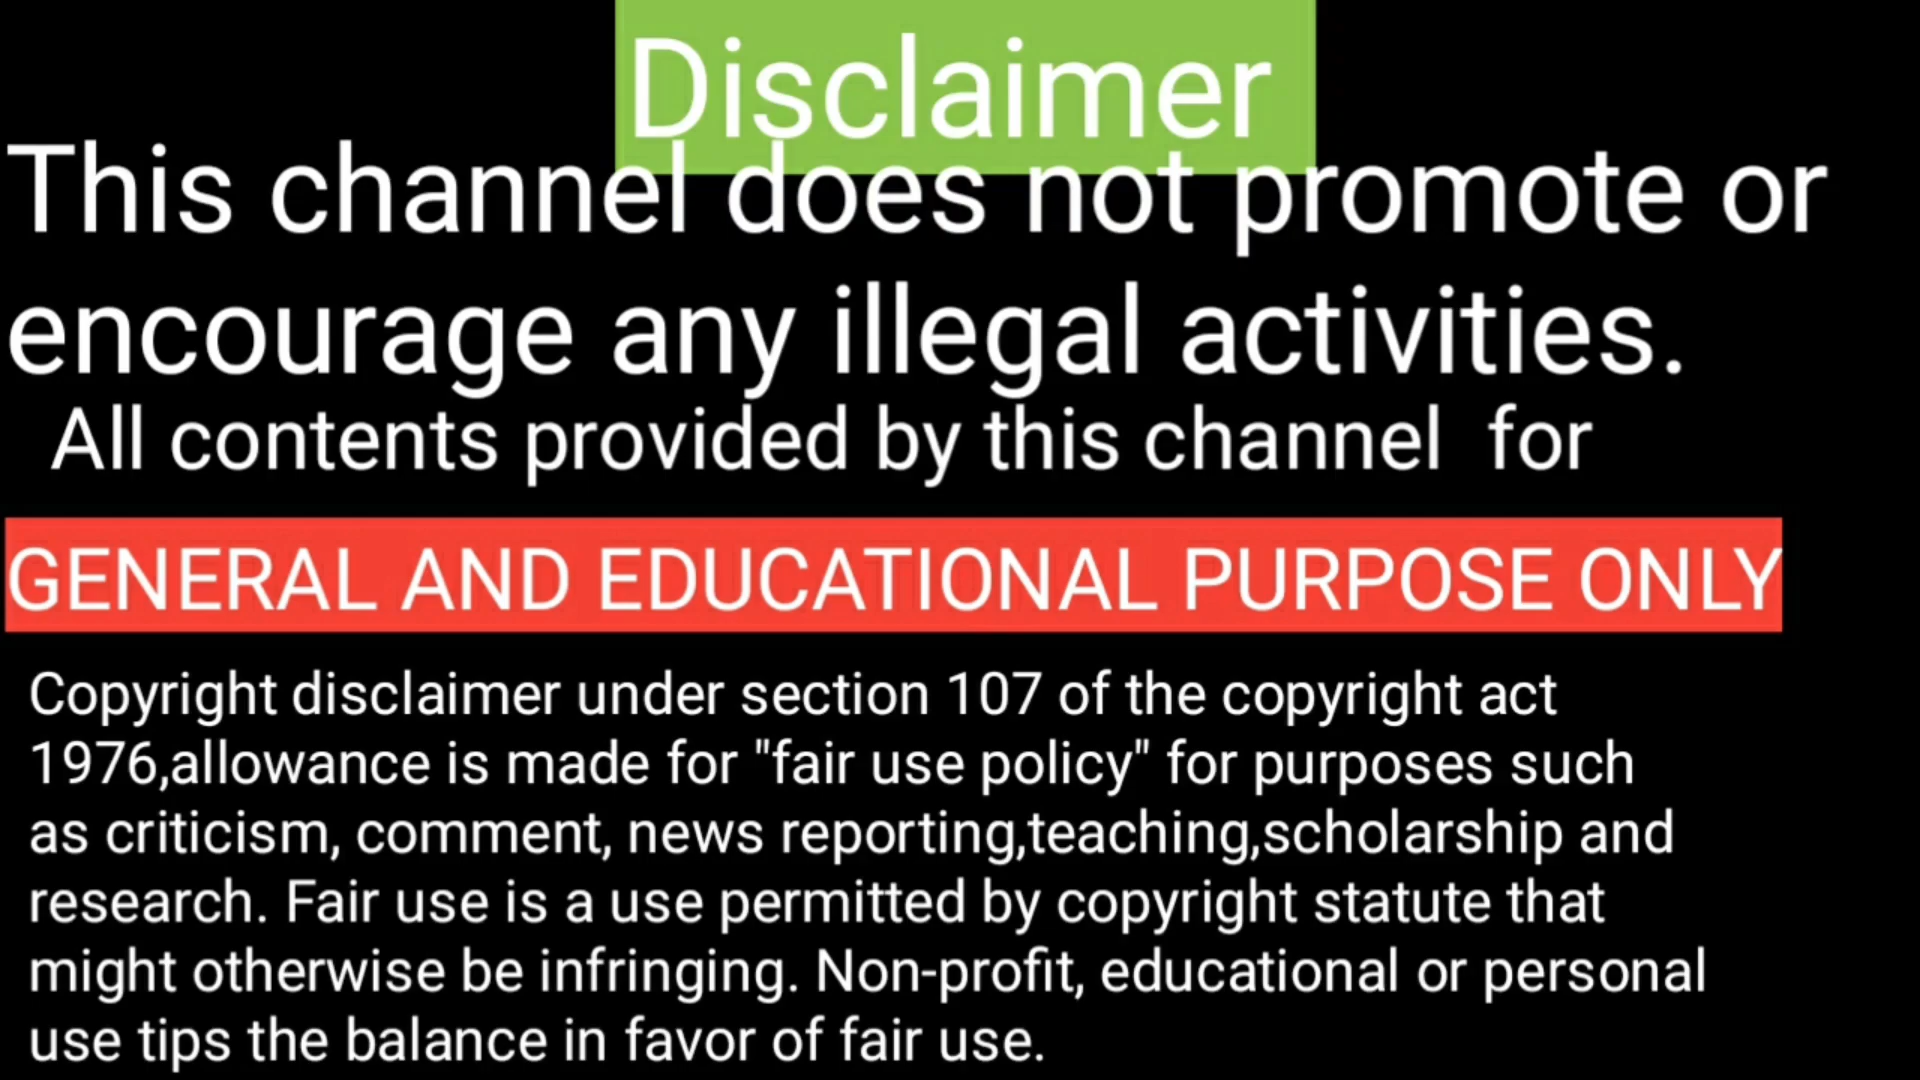 Disclaimer
This channel does not promote or
encourage any illegal activities.
All contents provided by this channel  for
GENERAL AND EDUCATIONAL PURPOSE ONLY
Copyright disclaimer under section 107 of the copyright act
1976,allowance is made for "fair use policy" for purposes such
as criticism, comment, news reporting,teaching,scholarship and
research. Fair use is a use permitted by copyright statute that
might otherwise be infringing. Non-profit, educational or personal
use tips the balance in favor of fair use.